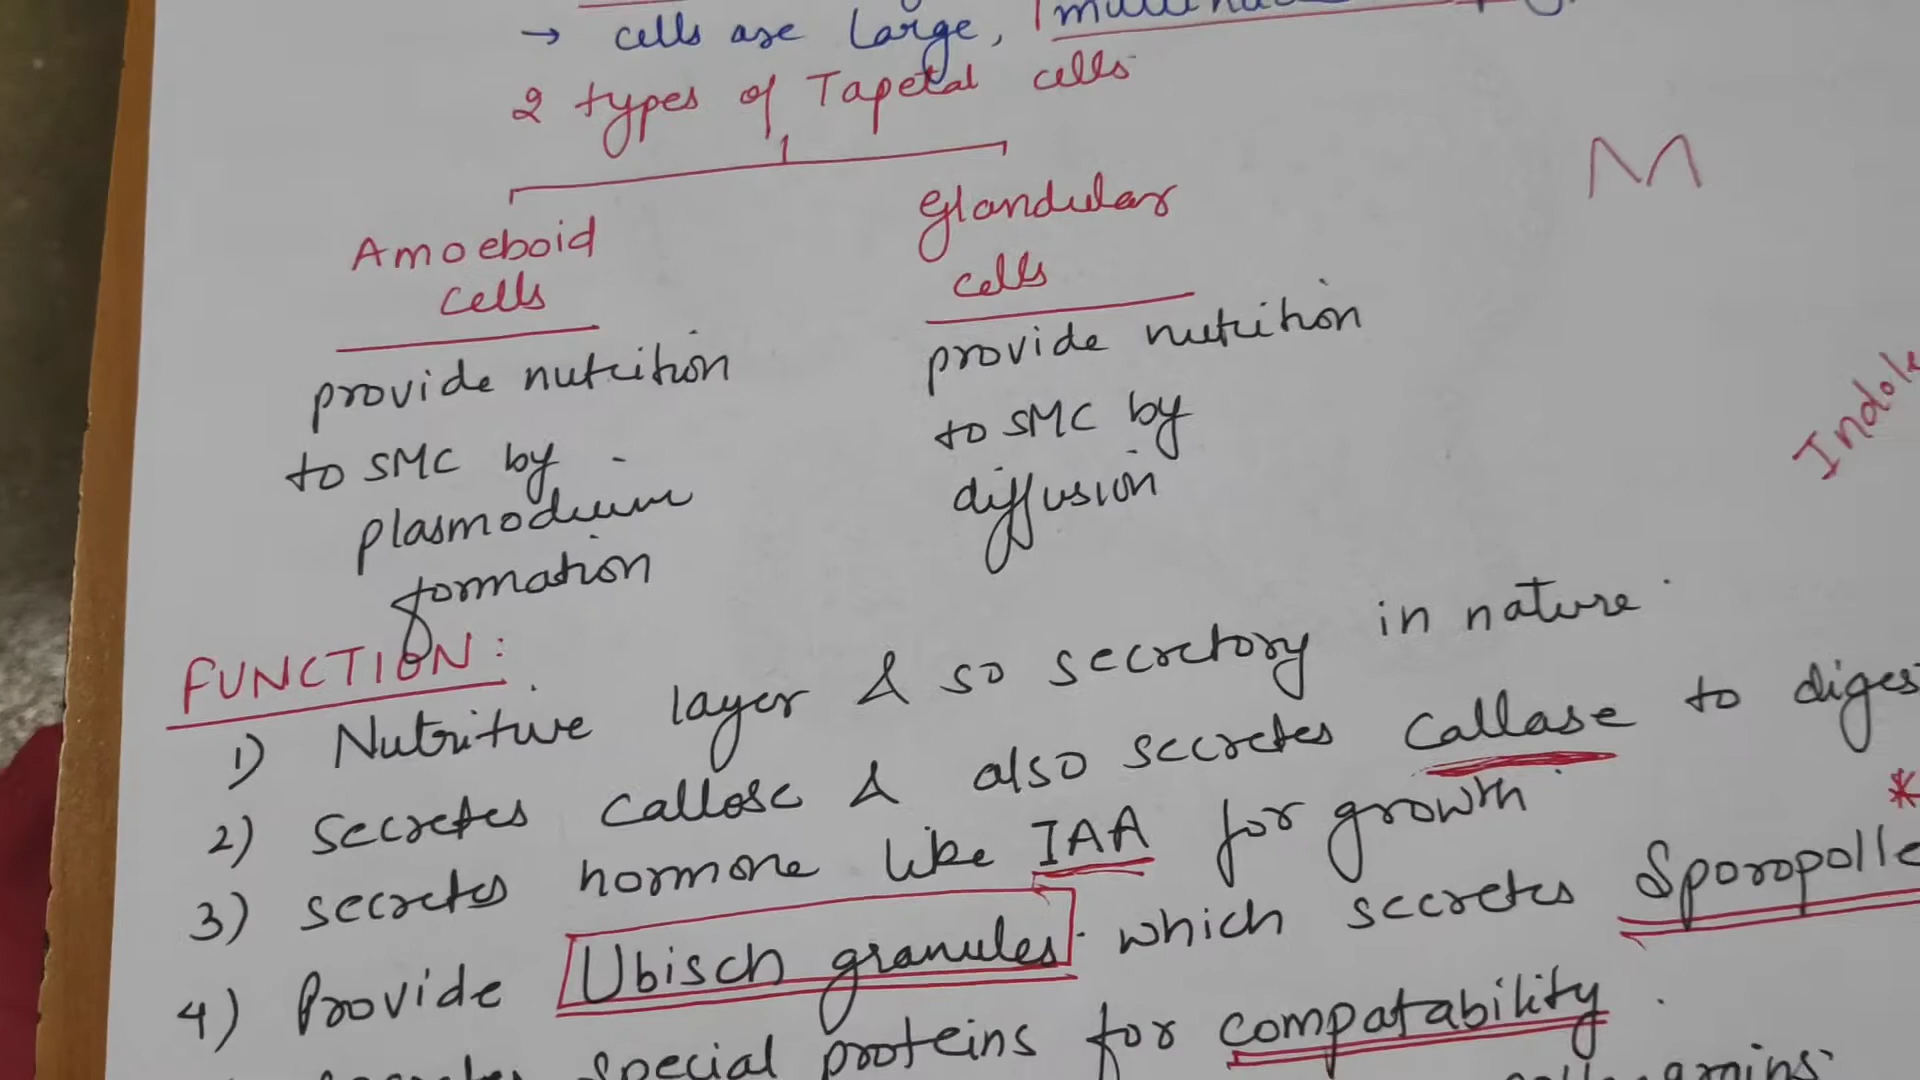 → cells are large,
2 types of Tapetal cells
Amoeboid cells
provide nutrition
to SMC by
plasmodium
formation
Glandular
cells
provide nutrition
to SMC by
diffusion
M
Indole
FUNCTION:
1) Nutritive layer & so secretory in nature
2) Secretes callose & also secretes callase to diges
3) secretes hormone like IAA for growth
*
4) Provide Ubisch granules which secretes Sporopolle
special proteins for compatability